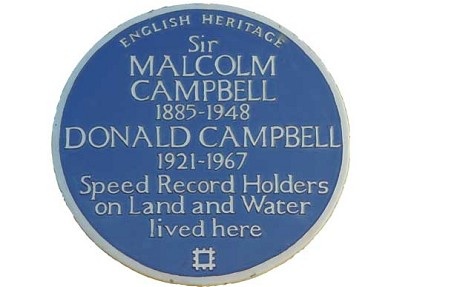 ENGLISH HERITAGE
Sir
MALCOLM
CAMPBELL
1885-1948
DONALD CAMPBELL
1921-1967
Speed Record Holders
on Land and Water
lived here